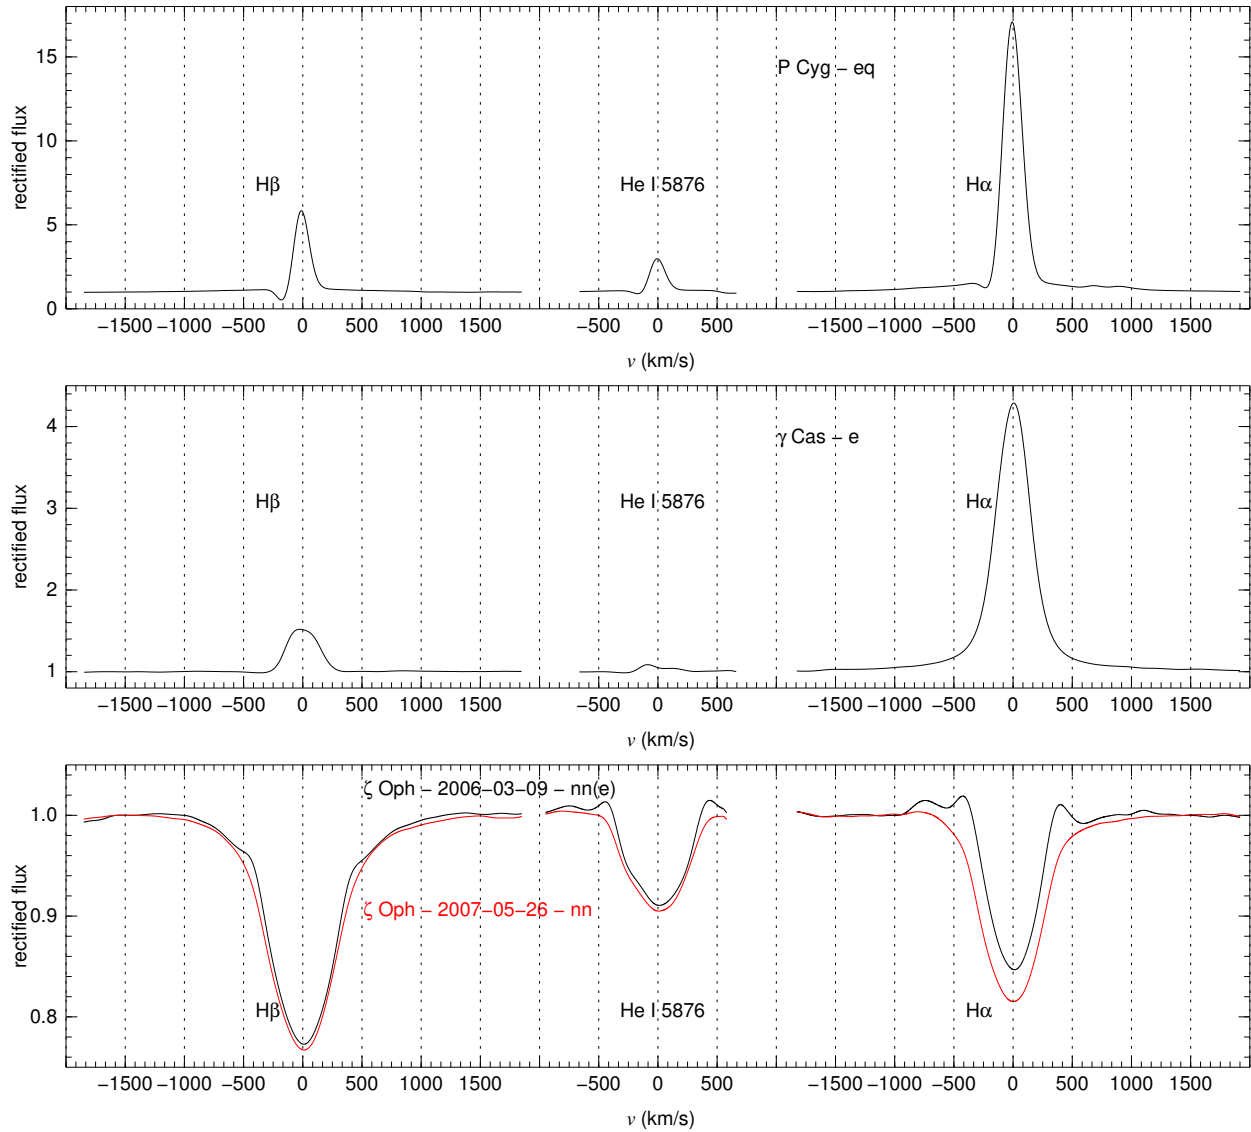 15
10
5
1
0
rectified flux
P Cyg − eq
Hβ
He I 5876
Hα
−1500 −1000 −500 0 500 1000 1500 −500 0 500 −1500 −1000 −500 0 500 1000 1500
v (km/s)
4
3
2
1
rectified flux
γ Cas − e
Hβ
He I 5876
Hα
−1500 −1000 −500 0 500 1000 1500 −500 0 500 −1500 −1000 −500 0 500 1000 1500
v (km/s)
1.0
0.9
0.8
rectified flux
ζ Oph − 2006−03−09 − nn(e)
ζ Oph − 2007−05−26 − nn
Hβ
He I 5876
Hα
−1500 −1000 −500 0 500 1000 1500 −500 0 500 −1500 −1000 −500 0 500 1000 1500
v (km/s)